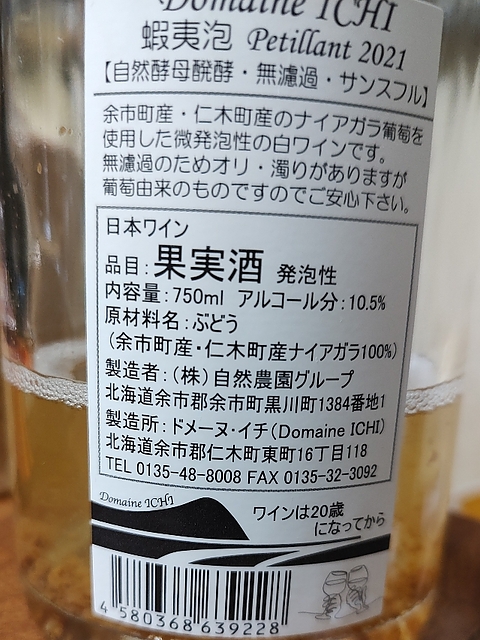 Domaine ICHI
蝦夷泡 Petillant 2021
【自然酵母醗酵・無濾過・サンスフル】
余市町産・仁木町産のナイアガラ葡萄を
使用した微発泡性の白ワインです。
無濾過のためオリ・濁りがありますが
葡萄由来のものですのでご安心下さい。
日本ワイン
品目：果実酒 発泡性
内容量：750ml アルコール分：10.5%
原材料名：ぶどう
（余市町産・仁木町産ナイアガラ100%）
製造者：（株）自然農園グループ
北海道余市郡余市町黒川町1384番地1
製造所：ドメーヌ・イチ（Domaine ICHI）
北海道余市郡仁木町東町16丁目118
TEL 0135-48-8008 FAX 0135-32-3092
Domaine ICHI
ワインは20歳
になってから
4 580368 639228